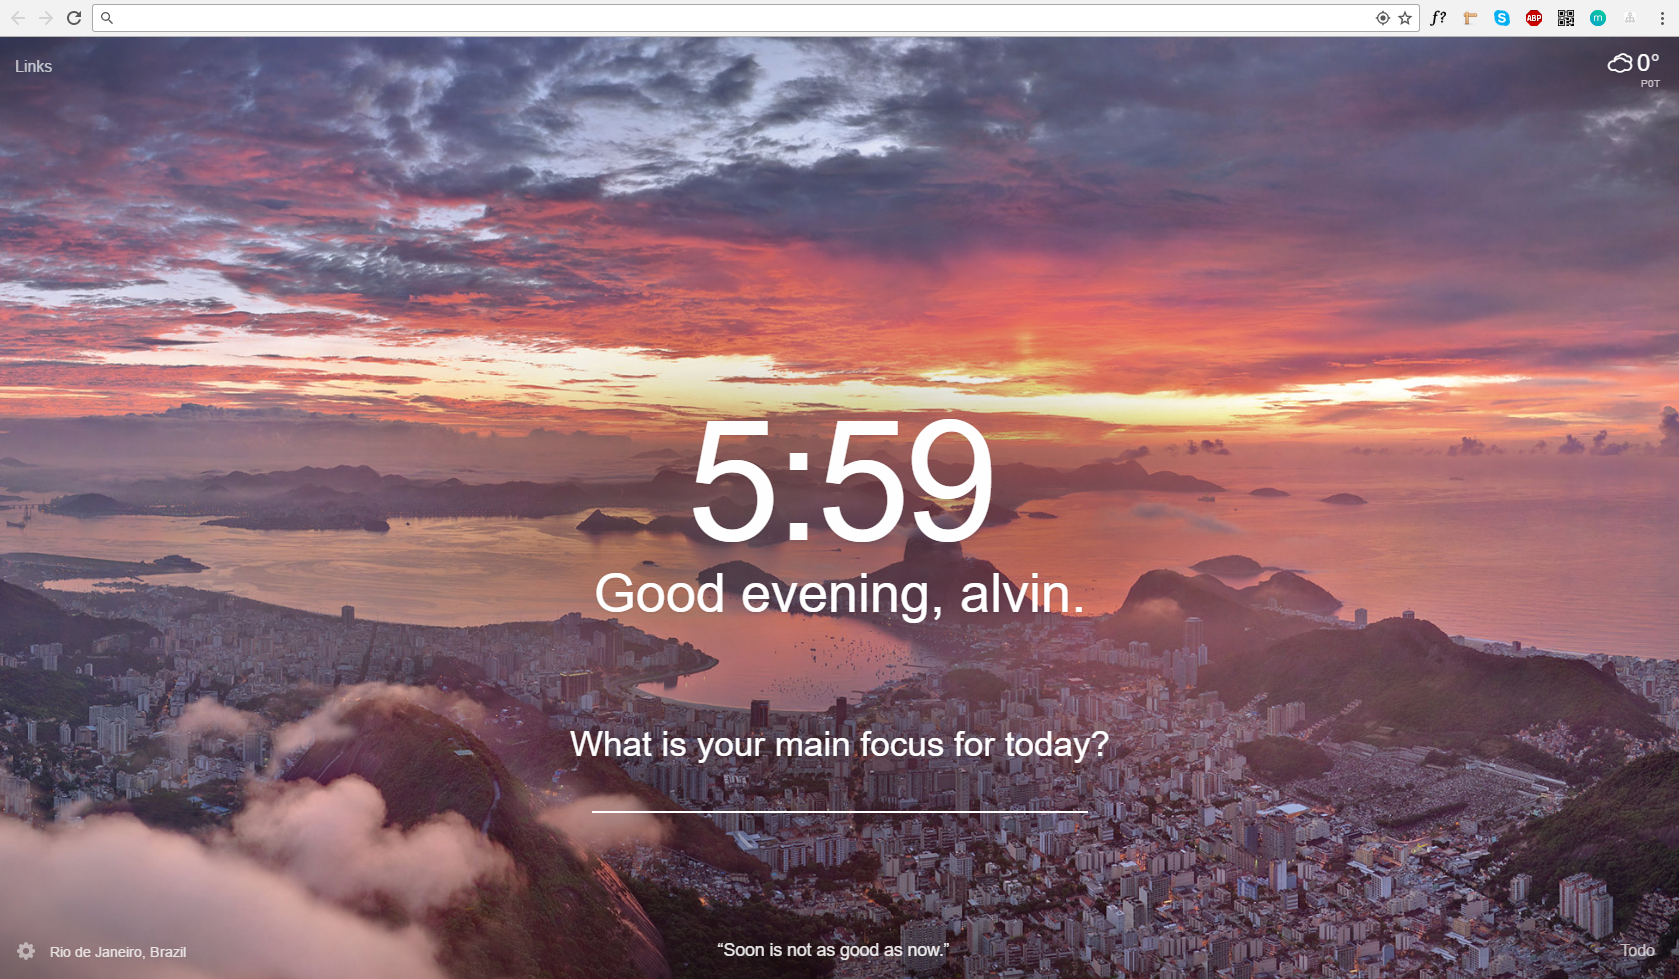 f?
S
ABP
m
Links
0°
POT
5:59
Good evening, alvin.
What is your main focus for today?
Rio de Janeiro, Brazil
“Soon is not as good as now.”
Todo